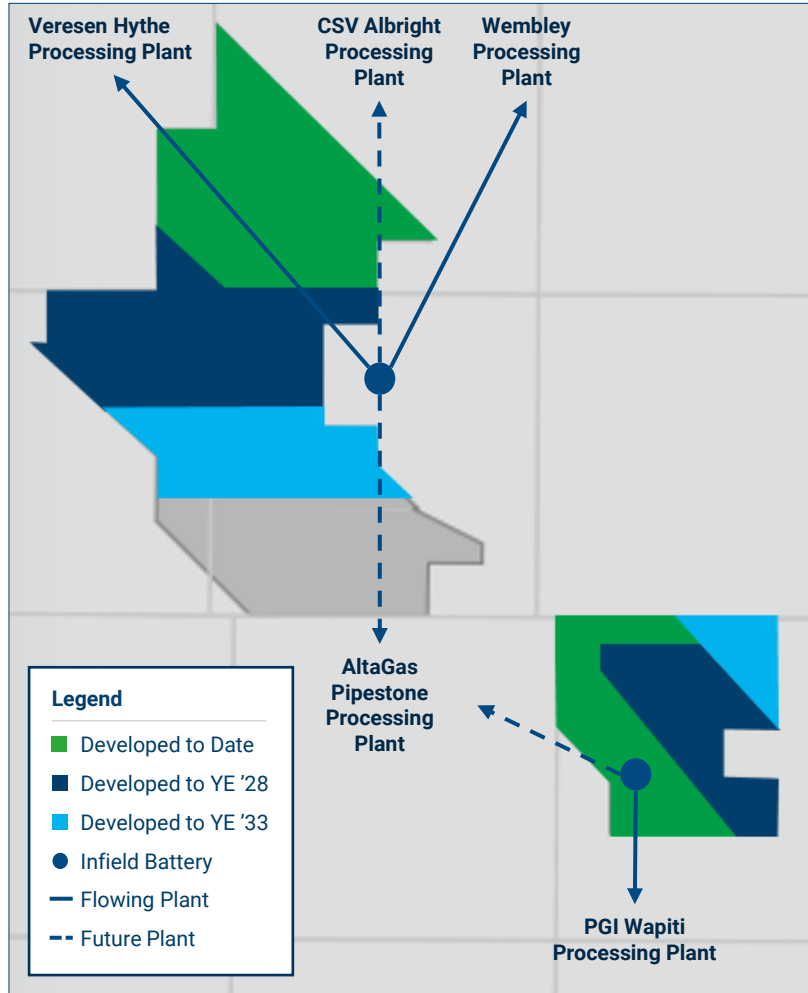 Veresen Hythe
Processing Plant
CSV Albright
Processing
Plant
Wembley
Processing
Plant
AltaGas
Pipestone
Processing
Plant
Legend
Developed to Date
Developed to YE ’28
Developed to YE ’33
Infield Battery
Flowing Plant
Future Plant
PGI Wapiti
Processing Plant